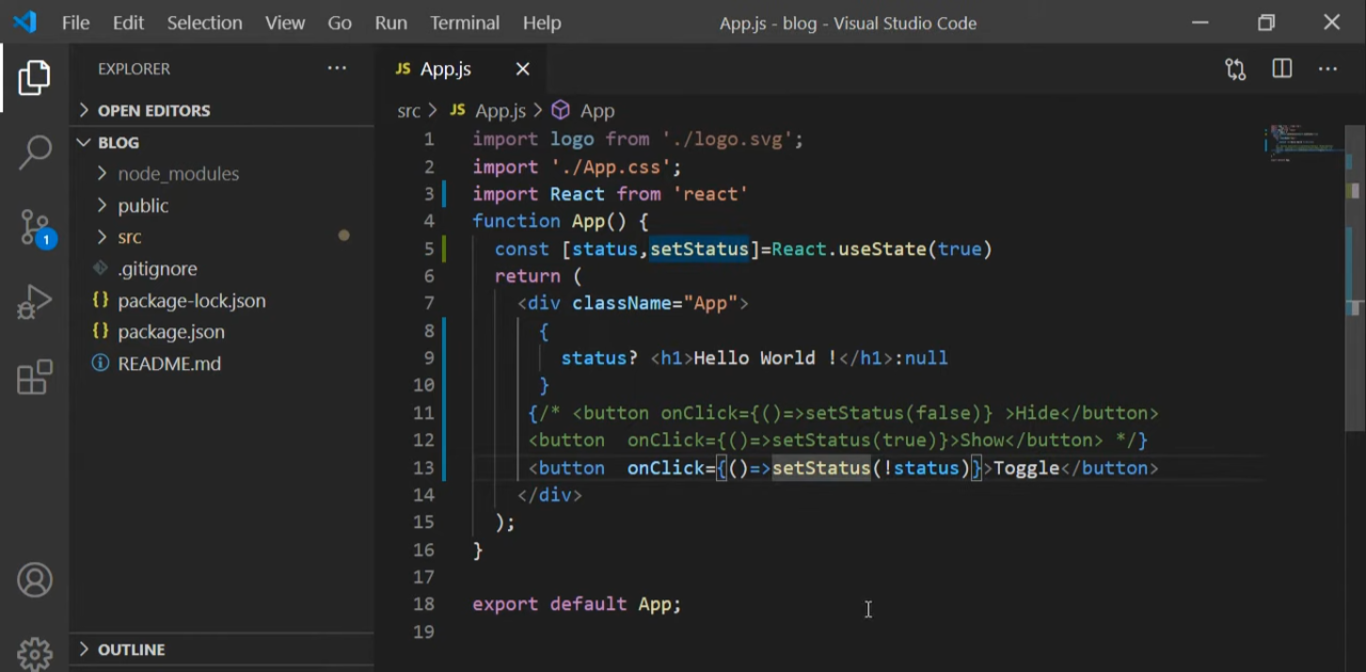 File Edit Selection View Go Run Terminal Help App.js - blog - Visual Studio Code
EXPLORER
OPEN EDITORS
BLOG
node_modules
public
src
.gitignore
{} package-lock.json
{} package.json
README.md
OUTLINE
1
JS App.js
src > JS App.js > App
1 import logo from './logo.svg';
2 import './App.css';
3 import React from 'react'
4 function App() {
5 const [status,setStatus]=React.useState(true)
6 return (
7 <div className="App">
8 {
9 status? <h1>Hello World !</h1>:null
10 }
11 {/* <button onClick={()=>setStatus(false)} >Hide</button>
12 <button  onClick={()=>setStatus(true)}>Show</button> */}
13 <button  onClick={()=>setStatus(!status)}>Toggle</button>
14 </div>
15 );
16 }
17
18 export default App;
19